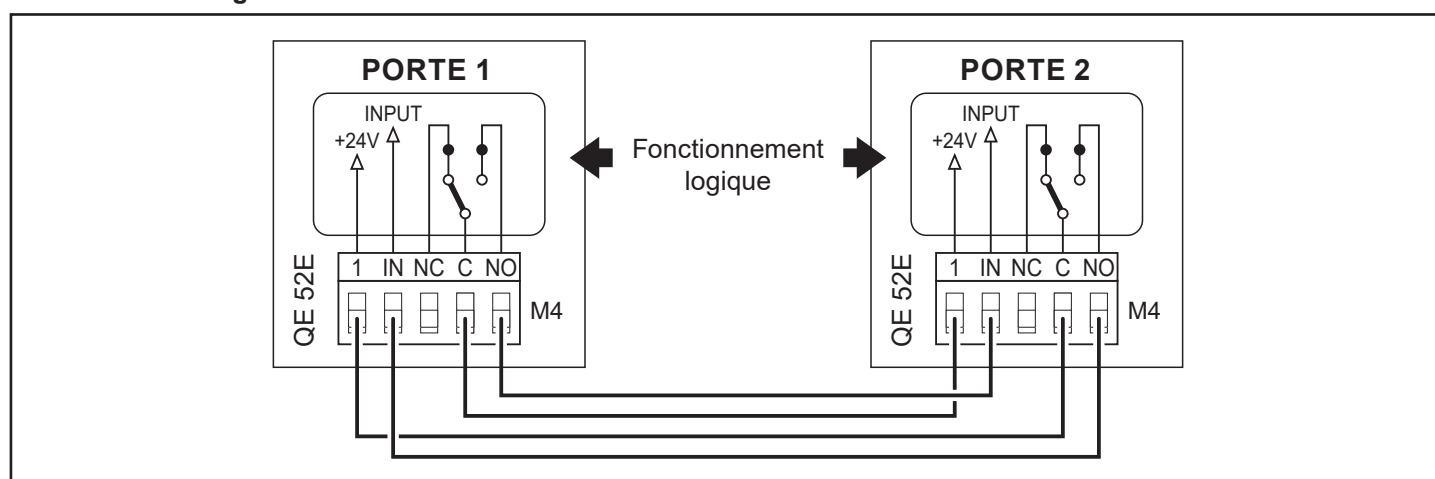 PORTE 1
INPUT
+24V
1 IN NC C NO
QE 52E
M4
Fonctionnement
logique
PORTE 2
INPUT
+24V
1 IN NC C NO
QE 52E
M4